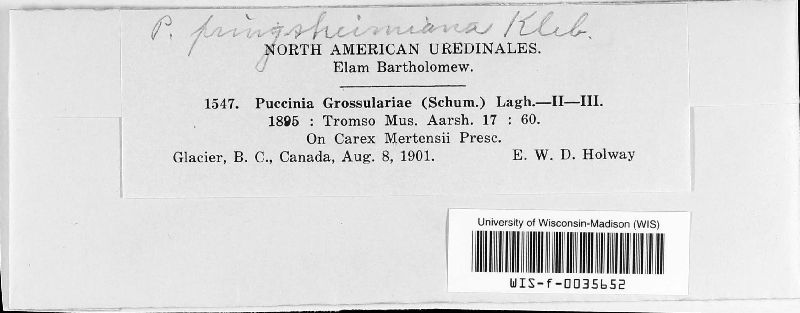 P. pringsheimiana Kleb.
NORTH AMERICAN UREDINALES.
Elam Bartholomew.
1547. Puccinia Grossulariae (Schum.) Lagh.—II—III.
1895 : Tromso Mus. Aarsh. 17 : 60.
On Carex Mertensii Presc.
Glacier, B. C., Canada, Aug. 8, 1901. E. W. D. Holway
University of Wisconsin-Madison (WIS)
WIS-f-0035652